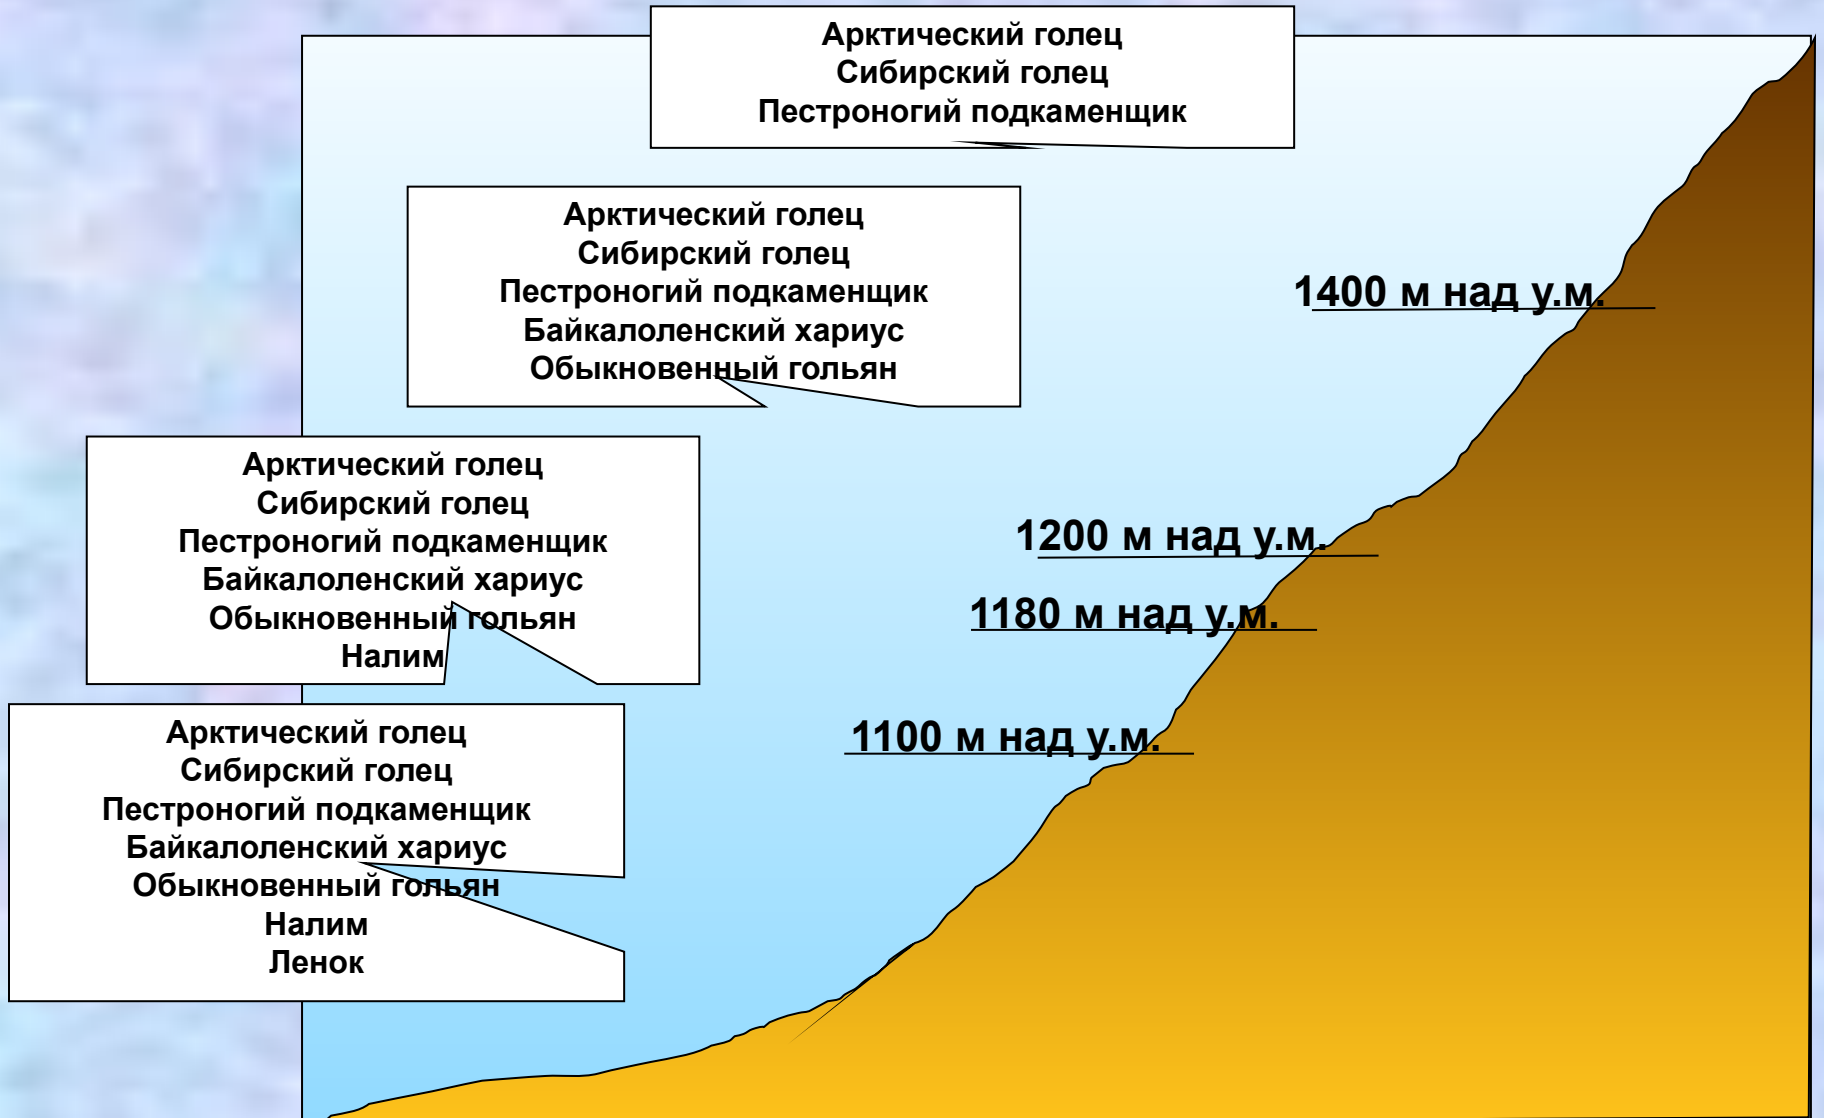 Арктический голец
Сибирский голец
Пестроногий подкаменщик
Арктический голец
Сибирский голец
Пестроногий подкаменщик
Байкалоленский хариус
Обыкновенный гольян
1400 м над у.м.
Арктический голец
Сибирский голец
Пестроногий подкаменщик
Байкалоленский хариус
Обыкновенный гольян
Налим
1200 м над у.м.
1180 м над у.м.
Арктический голец
Сибирский голец
Пестроногий подкаменщик
Байкалоленский хариус
Обыкновенный гольян
Налим
Ленок
1100 м над у.м.